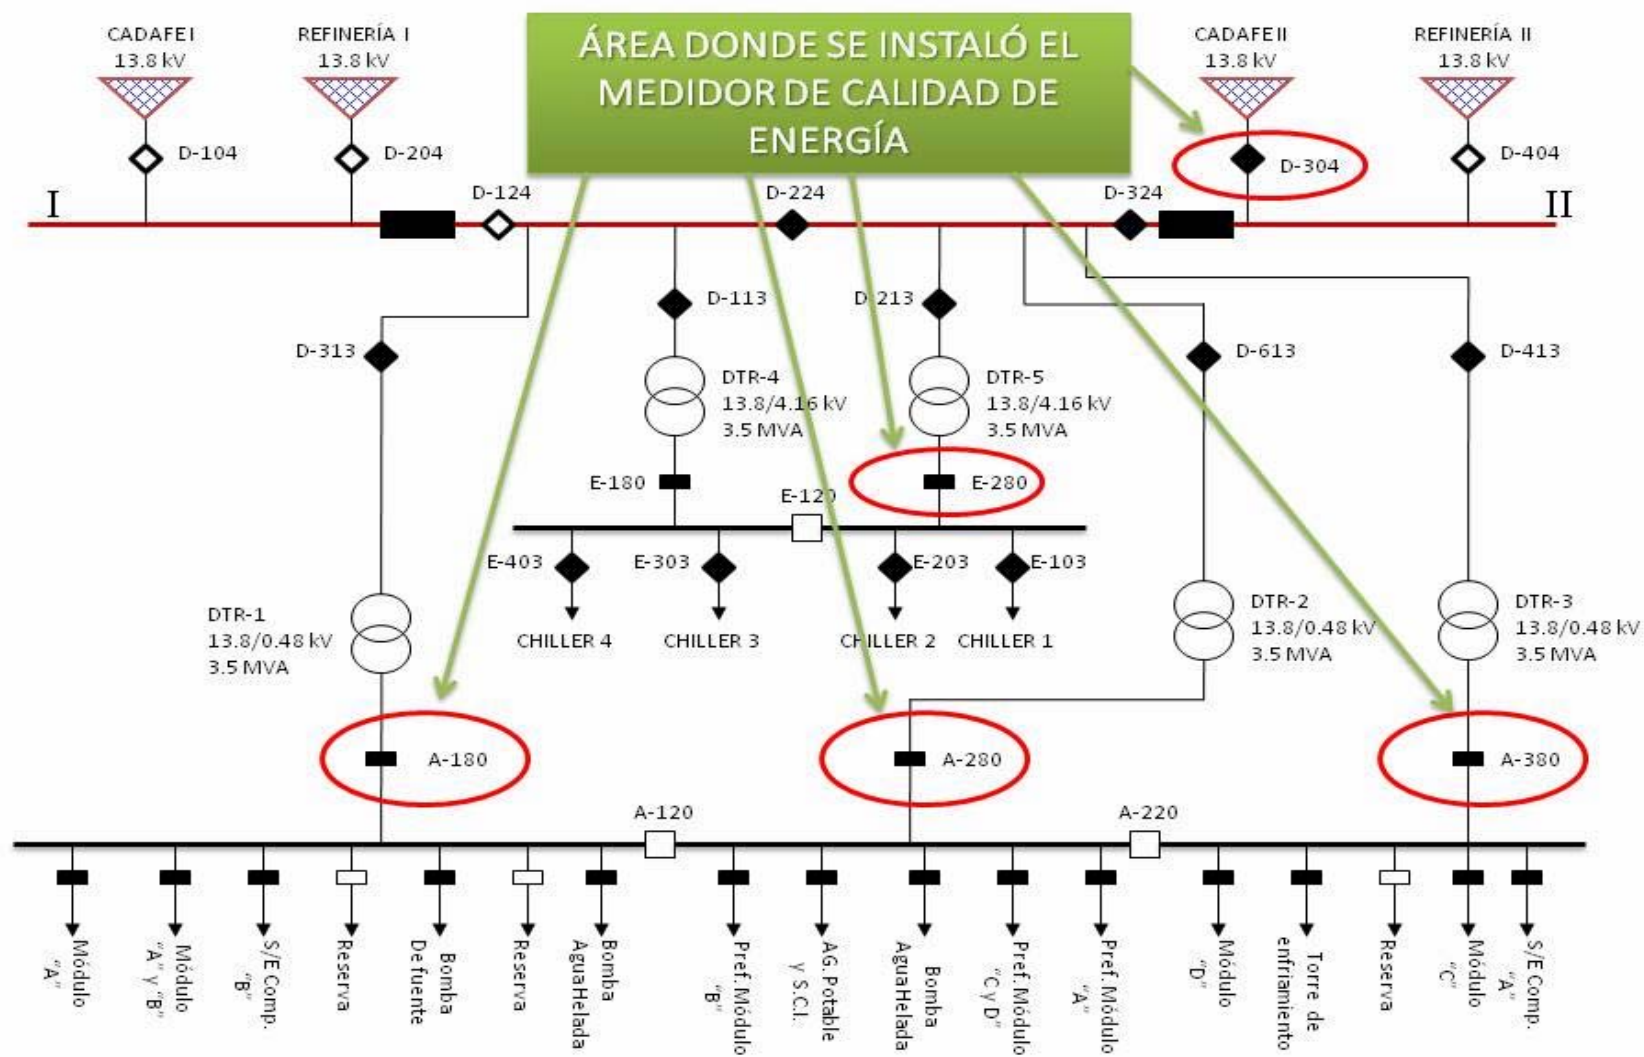 CADAFE I
13.8 kV
REFINERÍA I
13.8 kV
ÁREA DONDE SE INSTALÓ EL
MEDIDOR DE CALIDAD DE
ENERGÍA
CADAFE II
13.8 kV
REFINERÍA II
13.8 kV
D-104
D-204
D-304
D-404
I
D-124
D-224
D-324
II
D-113
D-213
D-313
D-613
D-413
DTR-4
13.8/4.16 kV
3.5 MVA
DTR-5
13.8/4.16 kV
3.5 MVA
E-180
E-280
E-120
E-403
E-303
E-203
E-103
CHILLER 4
CHILLER 3
CHILLER 2
CHILLER 1
DTR-1
13.8/0.48 kV
3.5 MVA
DTR-2
13.8/0.48 kV
3.5 MVA
DTR-3
13.8/0.48 kV
3.5 MVA
A-180
A-280
A-380
A-120
A-220
Módulo
"A"
Módulo
"A" y "B"
S/E Comp.
"B"
Reserva
Bomba
De fuente
Reserva
Bomba
Agua Helada
Pref. Módulo
"B"
AG. Potable
y S.C.I.
Bomba
Agua Helada
Pref. Módulo
"C y D"
Pref. Módulo
"A"
Módulo
"D"
Torre de
enfriamiento
Reserva
Módulo
"C"
S/E Comp.
"A"